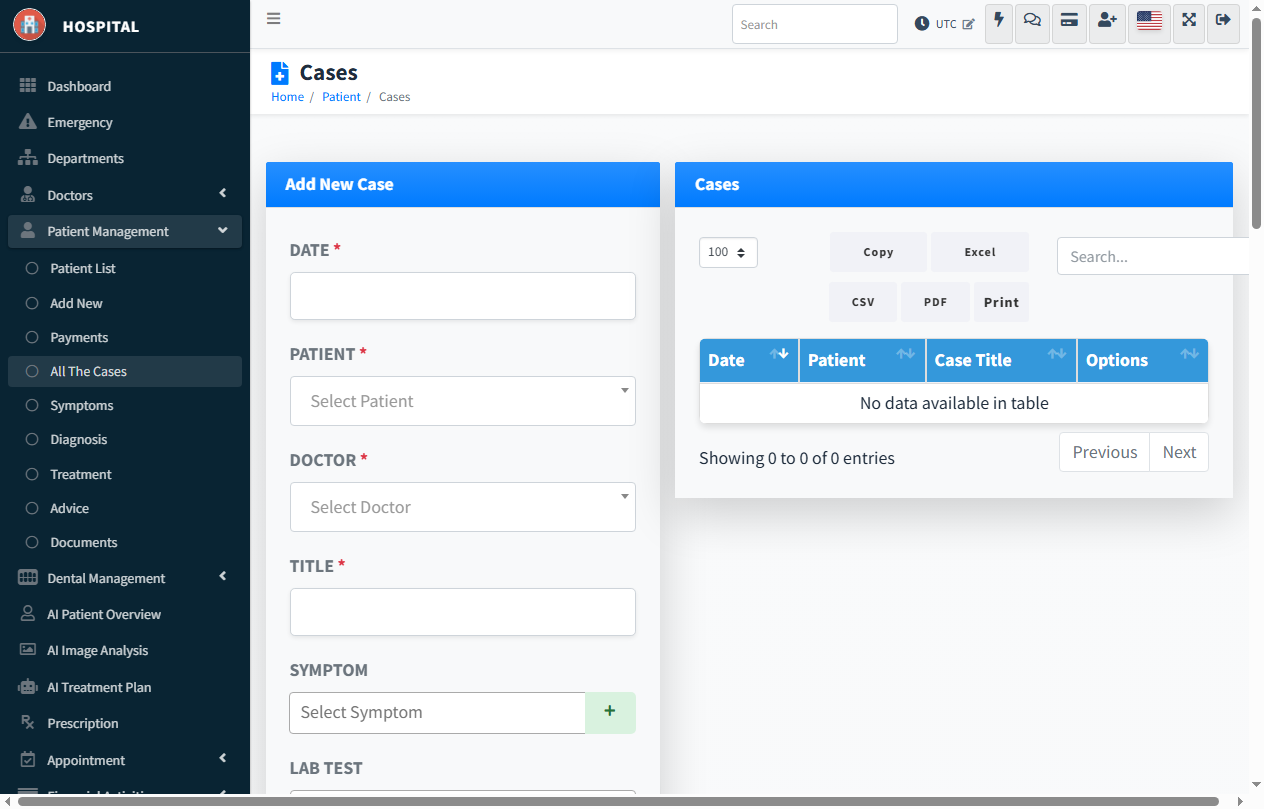 HOSPITAL
Search
UTC
Dashboard
Emergency
Departments
Doctors
Patient Management
Patient List
Add New
Payments
All The Cases
Symptoms
Diagnosis
Treatment
Advice
Documents
Dental Management
AI Patient Overview
AI Image Analysis
AI Treatment Plan
Prescription
Appointment
Cases
Home / Patient / Cases
Add New Case
DATE *
PATIENT *
Select Patient
DOCTOR *
Select Doctor
TITLE *
SYMPTOM
Select Symptom +
LAB TEST
Cases
100
Copy Excel
CSV PDF Print
Search...
Date Patient Case Title Options
No data available in table
Showing 0 to 0 of 0 entries
Previous Next